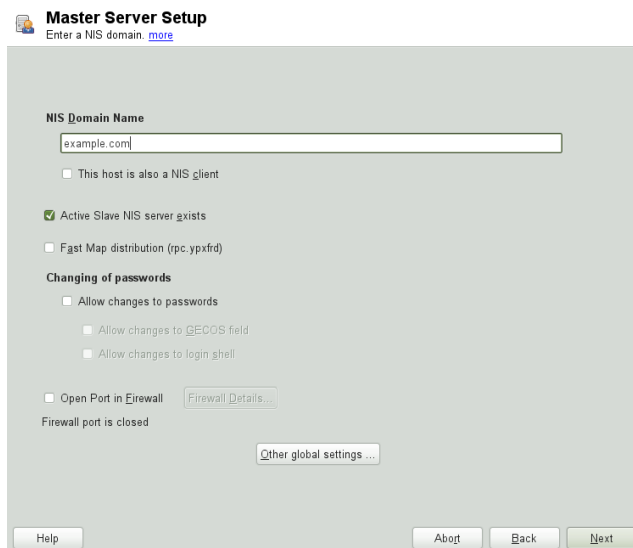 Master Server Setup
Enter a NIS domain. more
NIS Domain Name
example.com
This host is also a NIS client
Active Slave NIS server exists
Fast Map distribution (rpc.ypxfrd)
Changing of passwords
Allow changes to passwords
Allow changes to GECOS field
Allow changes to login shell
Open Port in Firewall Firewall Details...
Firewall port is closed
Other global settings ...
Help Abort Back Next